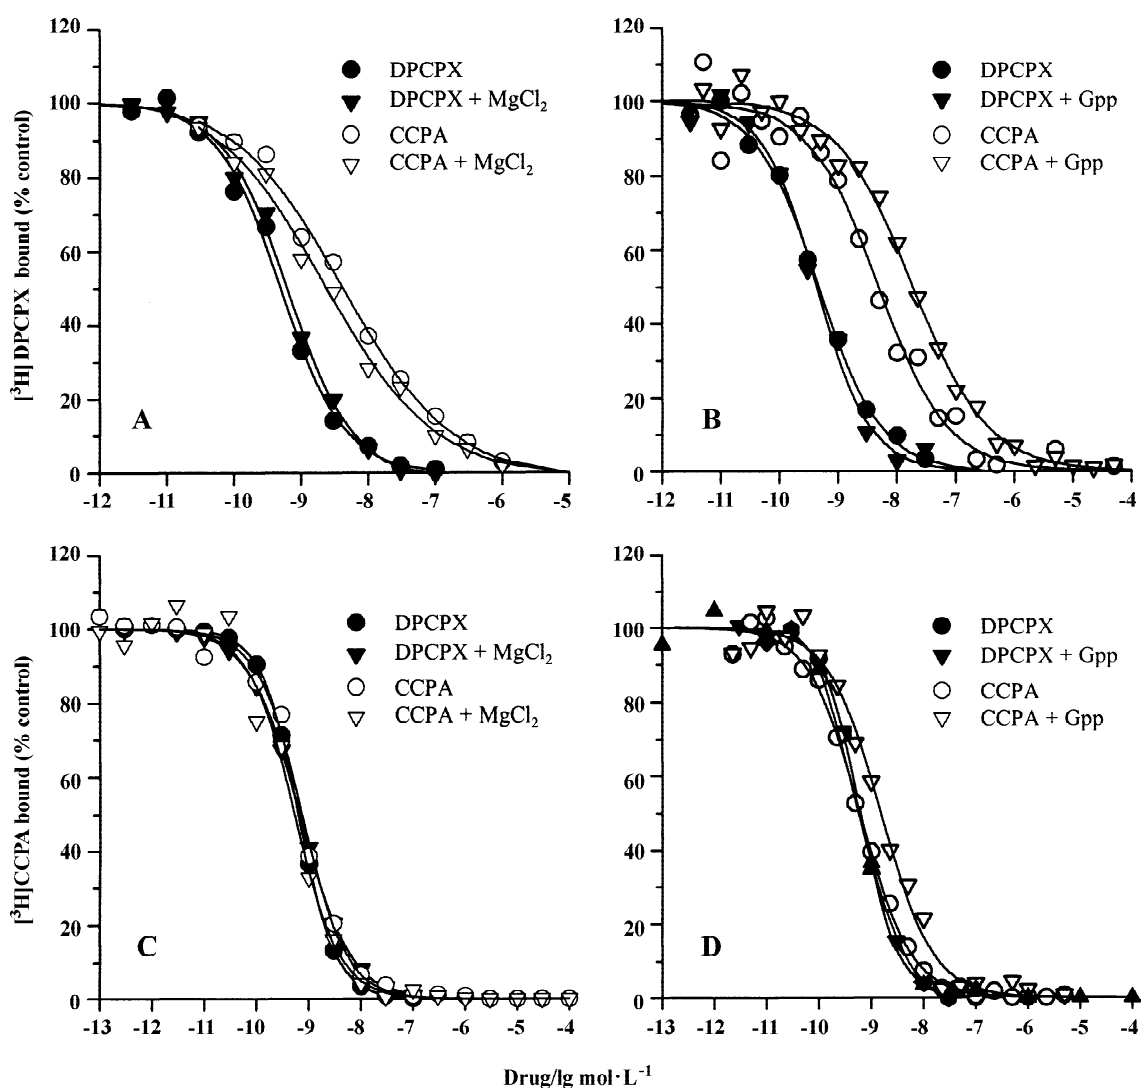 120
100
80
60
40
20
0
-12
-11
-10
-9
-8
-7
-6
-5
[³H] DPCPX bound (% control)
DPCPX
DPCPX + MgCl₂
CCPA
CCPA + MgCl₂
A
120
100
80
60
40
20
0
-12
-11
-10
-9
-8
-7
-6
-5
-4
DPCPX
DPCPX + Gpp
CCPA
CCPA + Gpp
B
120
100
80
60
40
20
0
-13
-12
-11
-10
-9
-8
-7
-6
-5
-4
[³H]CCPA bound (% control)
DPCPX
DPCPX + MgCl₂
CCPA
CCPA + MgCl₂
C
120
100
80
60
40
20
0
-13
-12
-11
-10
-9
-8
-7
-6
-5
-4
DPCPX
DPCPX + Gpp
CCPA
CCPA + Gpp
D
Drug/lg mol·L⁻¹